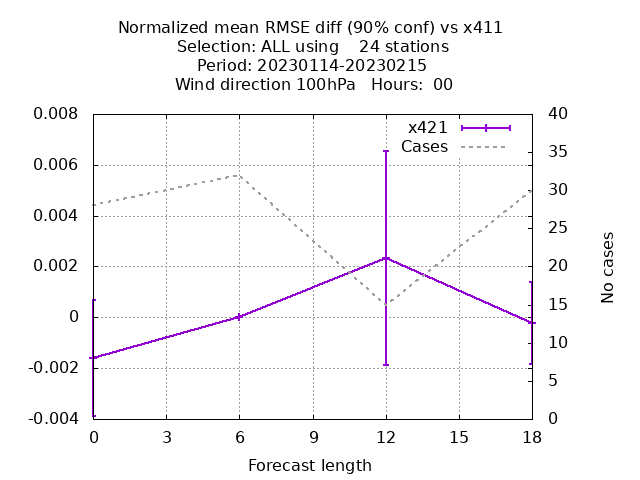 Normalized mean RMSE diff (90% conf) vs x411
Selection: ALL using    24 stations
Period: 20230114-20230215
Wind direction 100hPa   Hours:  00
x421
Cases
0.008
0.006
0.004
0.002
0
-0.002
-0.004
40
35
30
25
20
15
10
5
0
No cases
0
3
6
9
12
15
18
Forecast length